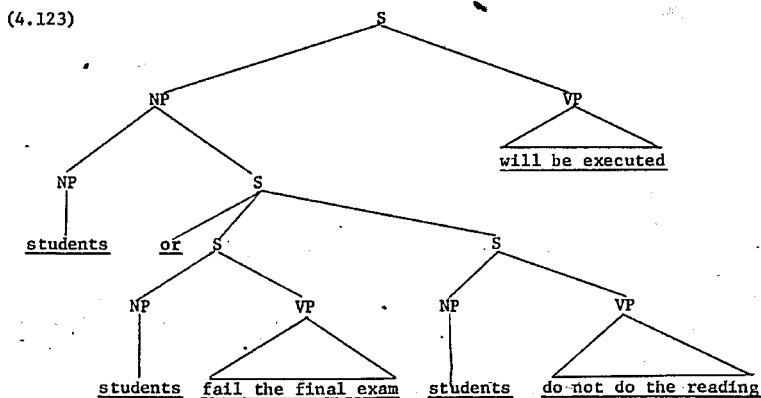 (4.123)
S
NP VP
will be executed
NP S
students or S S
NP VP NP VP
students fail the final exam students do not do the reading